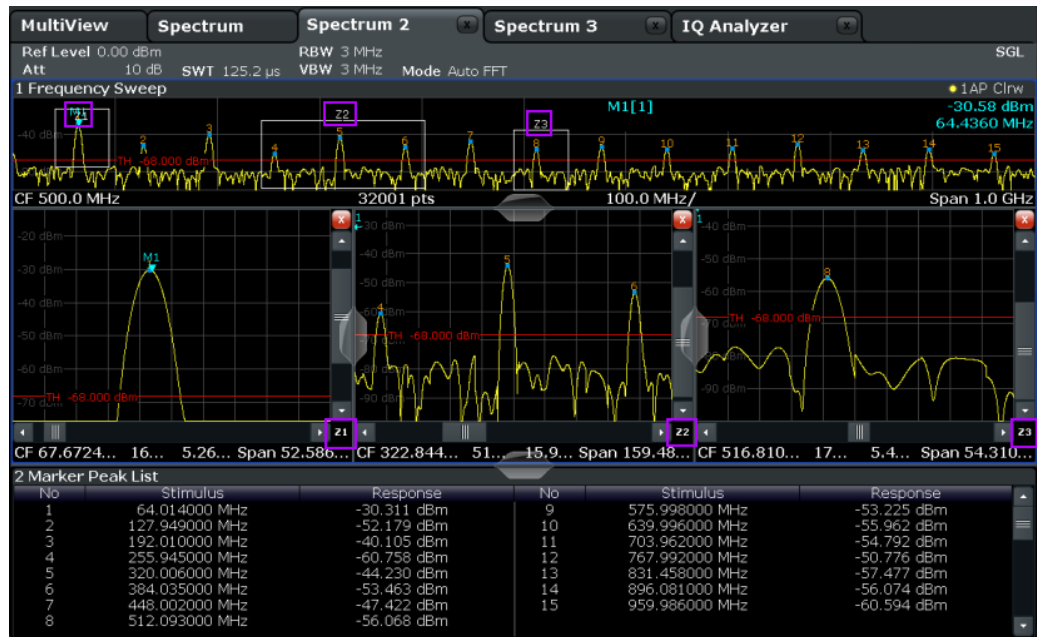 MultiView Spectrum Spectrum 2 x Spectrum 3 x IQ Analyzer x
Ref Level 0.00 dBm RBW 3 MHz SGL
Att 10 dB SWT 125.2 µs VBW 3 MHz Mode Auto FFT
1 Frequency Sweep 1AP Clrw
M1[1] -30.58 dBm
64.4360 MHz
M1 Z1 Z2 Z3
-40 dBm
2 3 4 5 6 7 8 9 10 11 12 13 14 15
TH -68.000 dBm
CF 500.0 MHz 32001 pts 100.0 MHz/ Span 1.0 GHz
-20 dBm
M1
-30 dBm
-40 dBm
-50 dBm
-60 dBm
TH -68.000 dBm
-70 dBm
Z1
CF 67.6724... 16... 5.26... Span 52.586...
1
-30 dBm
-40 dBm
5
6
-60 dBm
4
TH -68.000 dBm
-70 dBm
-80 dBm
-90 dBm
Z2
CF 322.844... 51... 15.9... Span 159.48...
1
-40 dBm
-50 dBm
8
-60 dBm
TH -68.000 dBm
-70 dBm
-90 dBm
Z3
CF 516.810... 17... 5.4... Span 54.310...
2 Marker Peak List
No Stimulus Response No Stimulus Response
1 64.014000 MHz -30.311 dBm 9 575.998000 MHz -53.225 dBm
2 127.949000 MHz -52.179 dBm 10 639.996000 MHz -55.962 dBm
3 192.010000 MHz -40.105 dBm 11 703.962000 MHz -54.792 dBm
4 255.945000 MHz -60.758 dBm 12 767.992000 MHz -50.776 dBm
5 320.006000 MHz -44.230 dBm 13 831.458000 MHz -57.477 dBm
6 384.035000 MHz -53.463 dBm 14 896.081000 MHz -56.074 dBm
7 448.002000 MHz -47.422 dBm 15 959.986000 MHz -60.594 dBm
8 512.093000 MHz -56.068 dBm